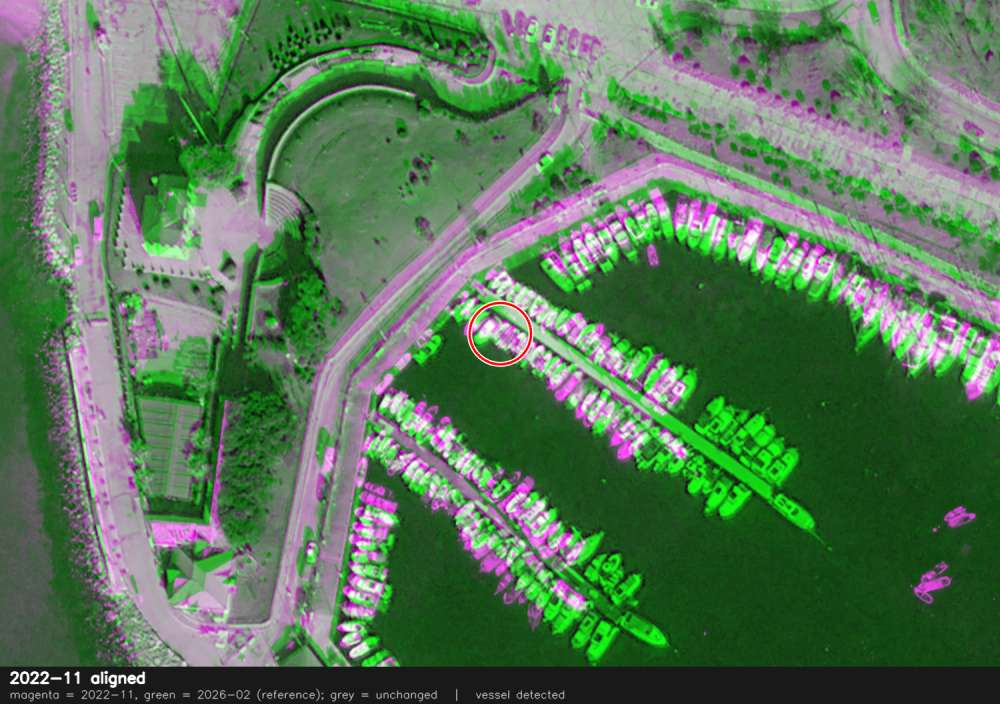 2022-11 aligned
magenta = 2022-11, green = 2026-02 (reference); grey = unchanged | vessel detected